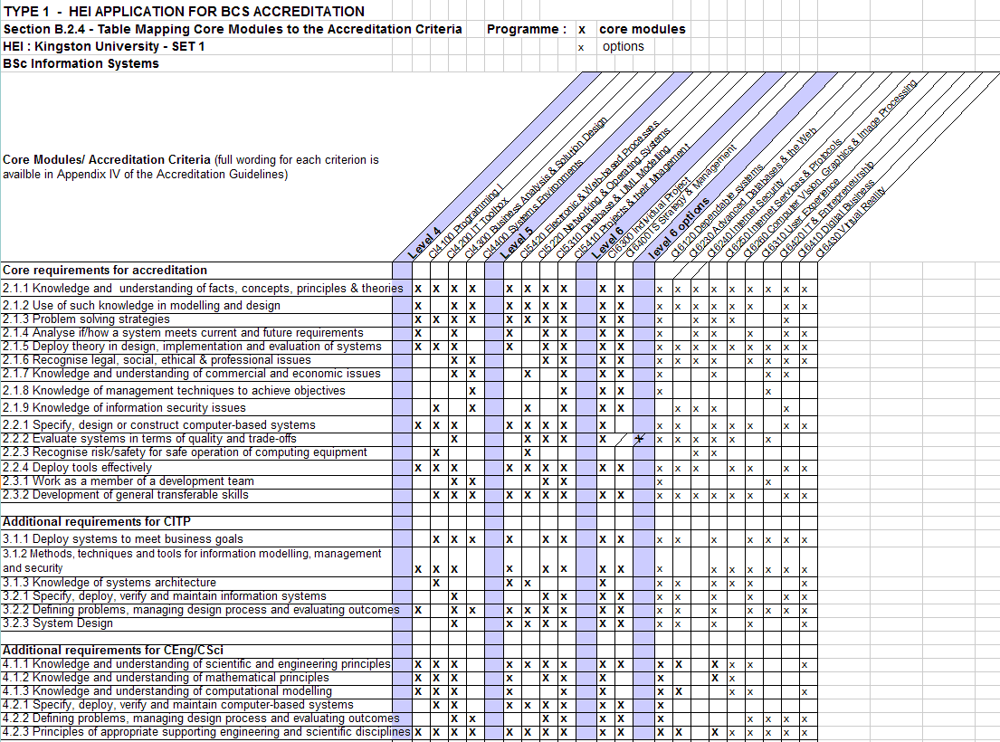 TYPE 1 - HEI APPLICATION FOR BCS ACCREDITATION
Section B.2.4 - Table Mapping Core Modules to the Accreditation Criteria Programme : x core modules
HEI : Kingston University - SET 1 x options
BSc Information Systems
Core Modules/ Accreditation Criteria (full wording for each criterion is
availble in Appendix IV of the Accreditation Guidelines)
Level 4
CI4100 Programming I
CI4200 IT Toolbox
CI4300 Business Analysis & Solution Design
CI4400 Systems Environments
Level 5
CI5420 Electronic & Web-based Processes
CI5220 Networking & Operating Systems
CI5310 Database & UML Modelling
CI5410 Projects & their Mnagement
Level 6
CI6300 Individual Project
CI6400 IS Strategy & Management
level 6 options
CI6120 Dependable systems
CI6230 Advanced Databases & the Web
CI6240 Internet Security
CI6250 Internet Services & Protocols
CI6260 Computer Vision, Graphics & Image Processing
CI6310 User Experience
CI6420 IT & Entrepreneurship
CI6410 Digital Business
CI6430 Virtual Reality
Core requirements for accreditation
2.1.1 Knowledge and understanding of facts, concepts, principles & theories x x x x x x x x x x x x x x x x x x x
2.1.2 Use of such knowledge in modelling and design x x x x x x x x x x x x x x x x
2.1.3 Problem solving strategies x x x x x x x x x x x x x x x
2.1.4 Analyse if/how a system meets current and future requirements x x x x x x x x x x x x x
2.1.5 Deploy theory in design, implementation and evaluation of systems x x x x x x x x x x x x x x x x x
2.1.6 Recognise legal, social, ethical & professional issues x x x x x x x x x x x x x x x
2.1.7 Knowledge and understanding of commercial and economic issues x x x x x x x x x x
2.1.8 Knowledge of management techniques to achieve objectives x x x x x x
2.1.9 Knowledge of information security issues x x x x x x x x x x
2.2.1 Specify, design or construct computer-based systems x x x x x x x x x x x x x x x
2.2.2 Evaluate systems in terms of quality and trade-offs x x x x x x x x x x x x x
2.2.3 Recognise risk/safety for safe operation of computing equipment x x x x
2.2.4 Deploy tools effectively x x x x x x x x x x x x x x x x
2.3.1 Work as a member of a development team x x x x x x
2.3.2 Development of general transferable skills x x x x x x x x x x x x x x x x x
Additional requirements for CITP
3.1.1 Deploy systems to meet business goals x x x x x x x x x x x x x x
3.1.2 Methods, techniques and tools for information modelling, management
and security x x x x x x x x x x x x x x x
3.1.3 Knowledge of systems architecture x x x x x x x x x
3.2.1 Specify, deploy, verify and maintain information systems x x x x x x x x x x x
3.2.2 Defining problems, managing design process and evaluating outcomes x x x x x x x x x x x x x x x x
3.2.3 System Design x x x x x x x x x x x x
Additional requirements for CEng/CSci
4.1.1 Knowledge and understanding of scientific and engineering principles x x x x x x x x x x x x x x x
4.1.2 Knowledge and understanding of mathematical principles x x x x x x x x x x x
4.1.3 Knowledge and understanding of computational modelling x x x x x x x x x x x
4.2.1 Specify, deploy, verify and maintain computer-based systems x x x x x x x x x
4.2.2 Defining problems, managing design process and evaluating outcomes x x x x x x x x x x x
4.2.3 Principles of appropriate supporting engineering and scientific disciplines x x x x x x x x x x x x x x x x x x